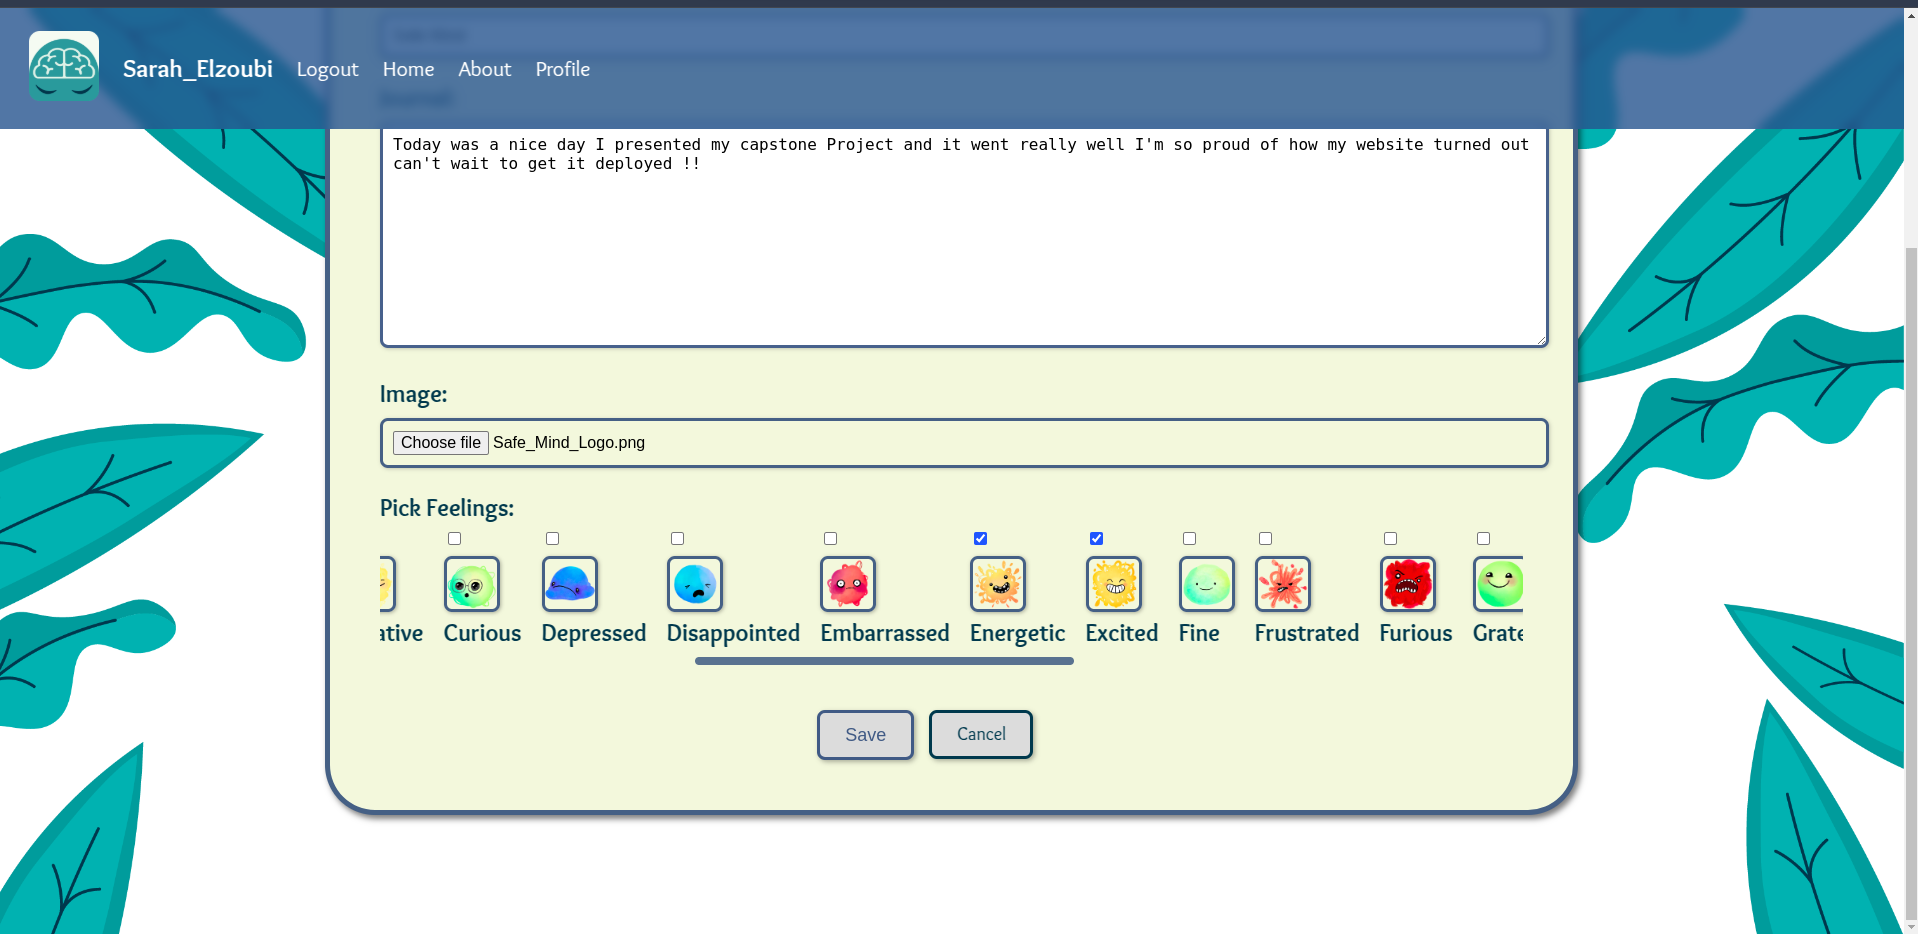 Sarah_Elzoubi Logout Home About Profile
Today was a nice day I presented my capstone Project and it went really well I'm so proud of how my website turned out
can't wait to get it deployed !!
Image:
Choose file Safe_Mind_Logo.png
Pick Feelings:
ative Curious Depressed Disappointed Embarrassed Energetic Excited Fine Frustrated Furious Grate
Save Cancel